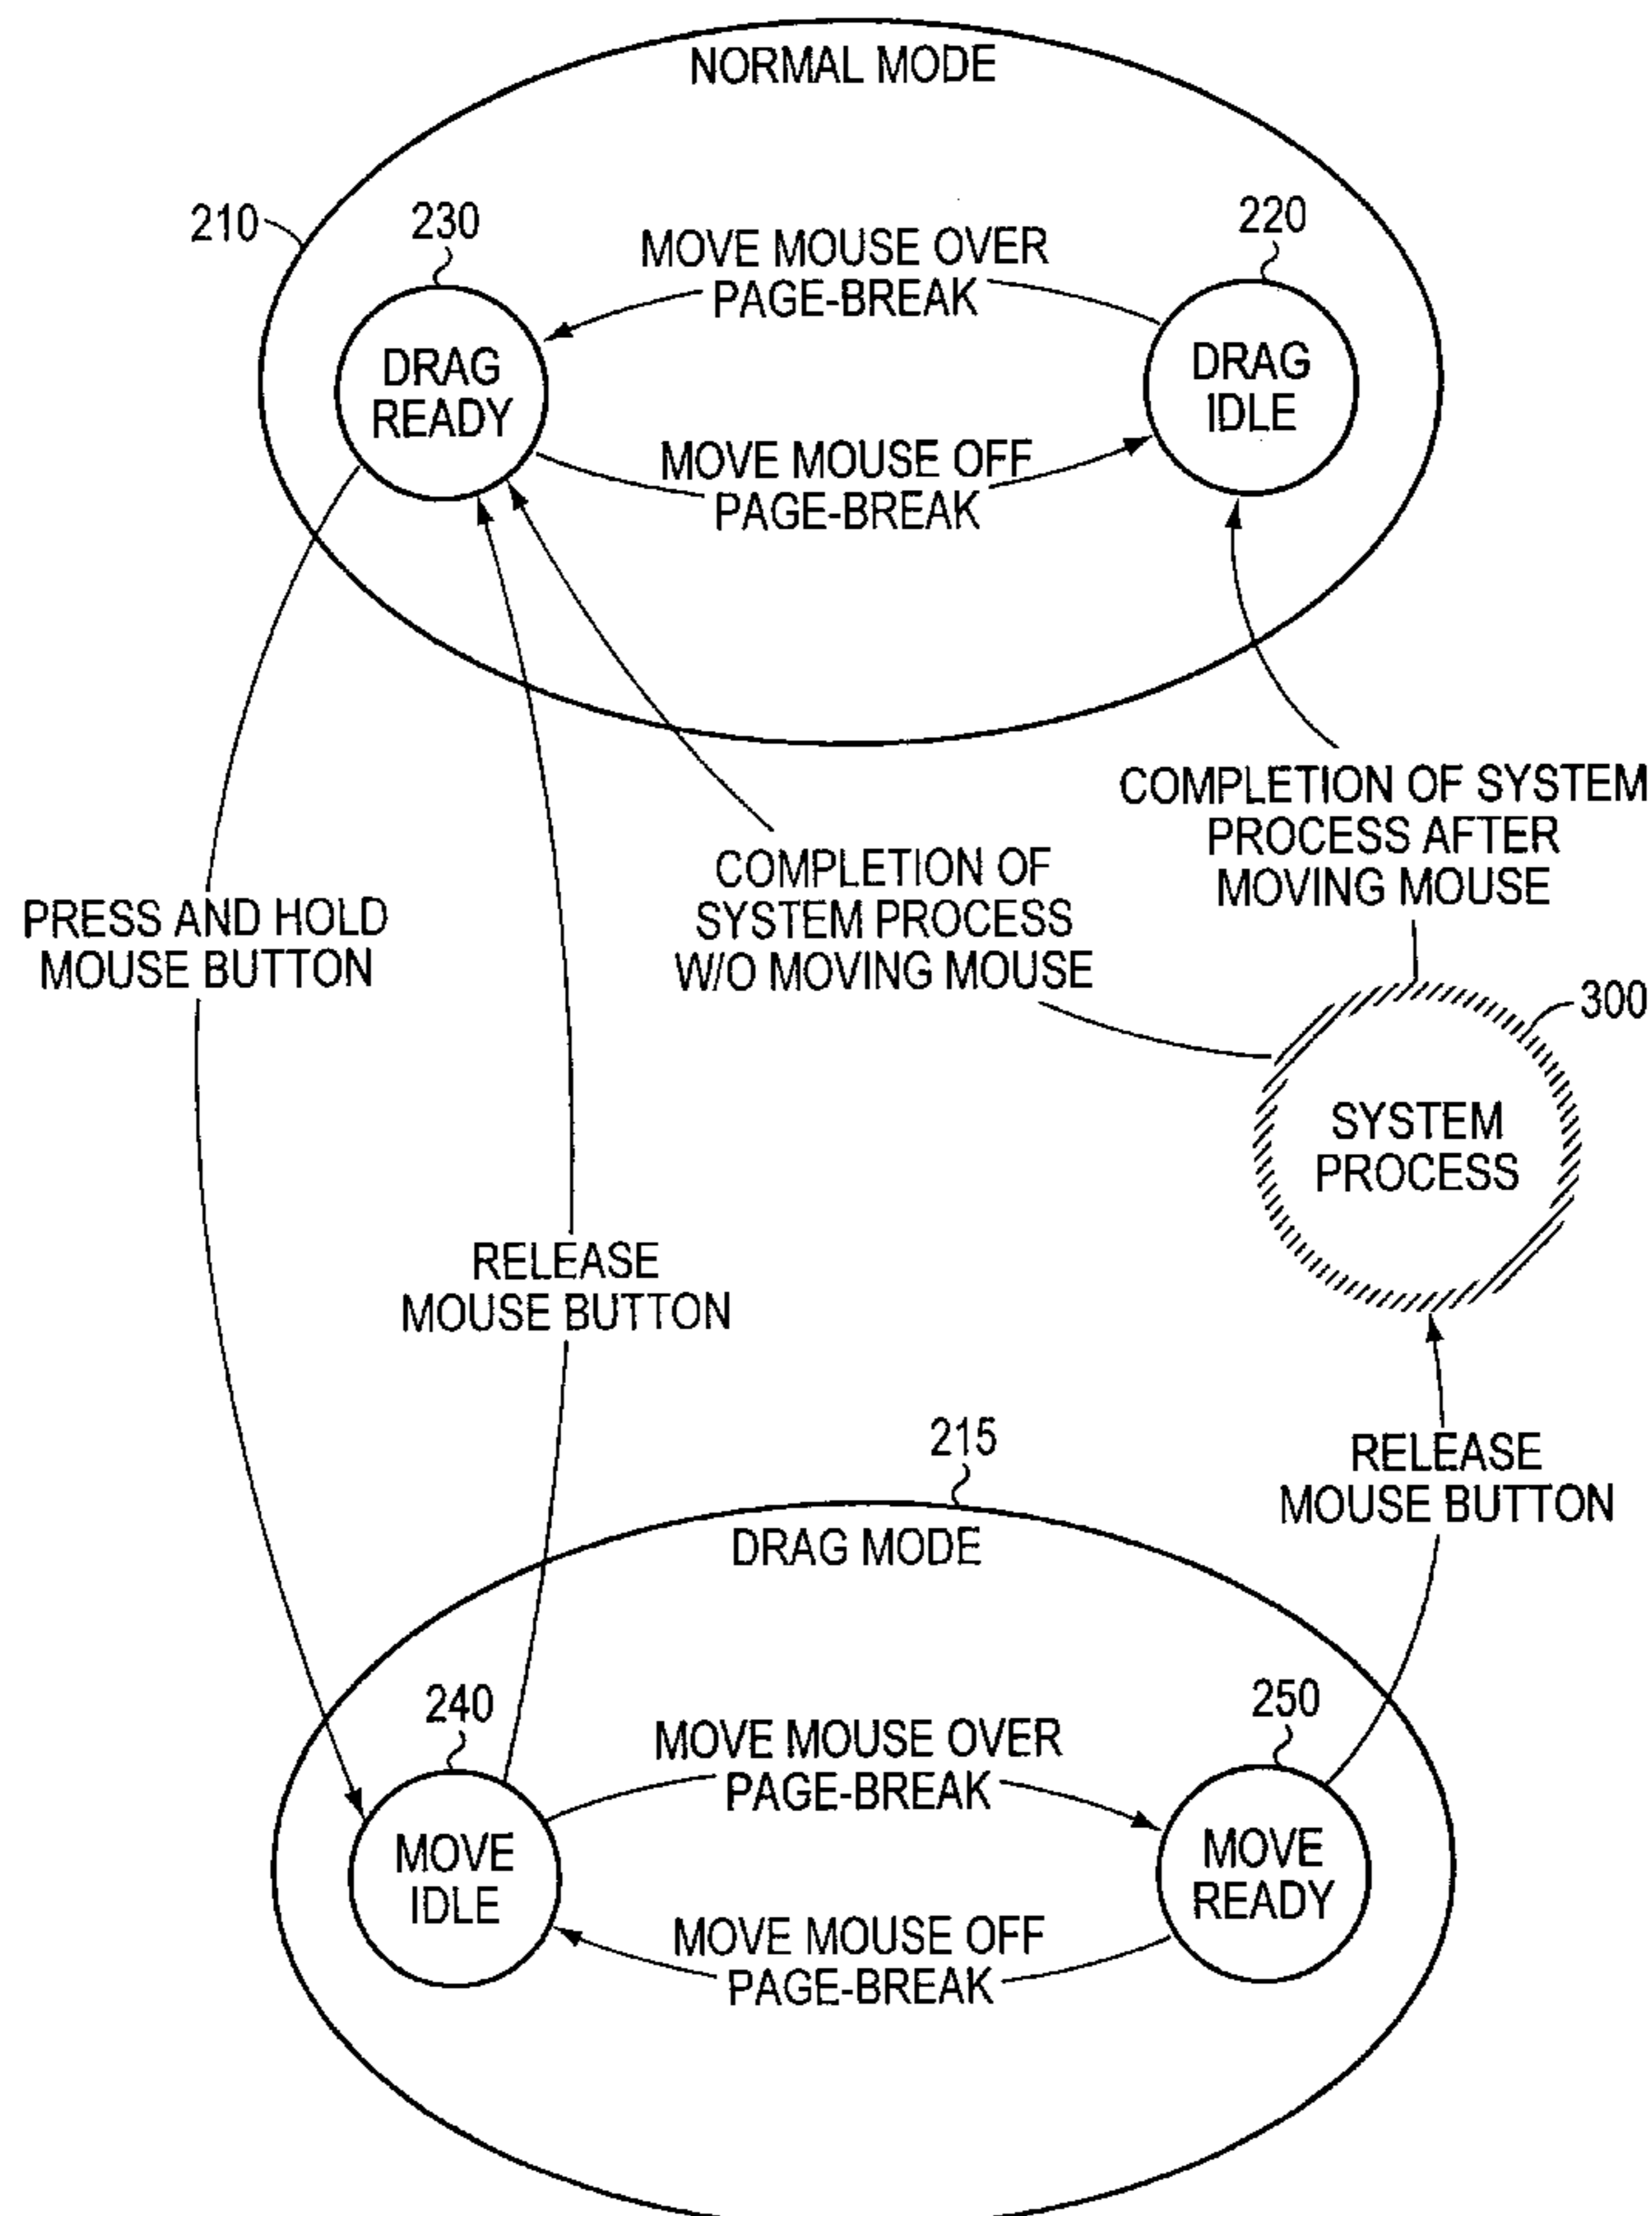 NORMAL MODE
210
230
220
MOVE MOUSE OVER
PAGE-BREAK
DRAG
READY
DRAG
IDLE
MOVE MOUSE OFF
PAGE-BREAK
COMPLETION OF SYSTEM
PROCESS AFTER
MOVING MOUSE
COMPLETION OF
SYSTEM PROCESS
W/O MOVING MOUSE
PRESS AND HOLD
MOUSE BUTTON
300
SYSTEM
PROCESS
RELEASE
MOUSE BUTTON
215
RELEASE
MOUSE BUTTON
DRAG MODE
240
250
MOVE MOUSE OVER
PAGE-BREAK
MOVE
IDLE
MOVE
READY
MOVE MOUSE OFF
PAGE-BREAK